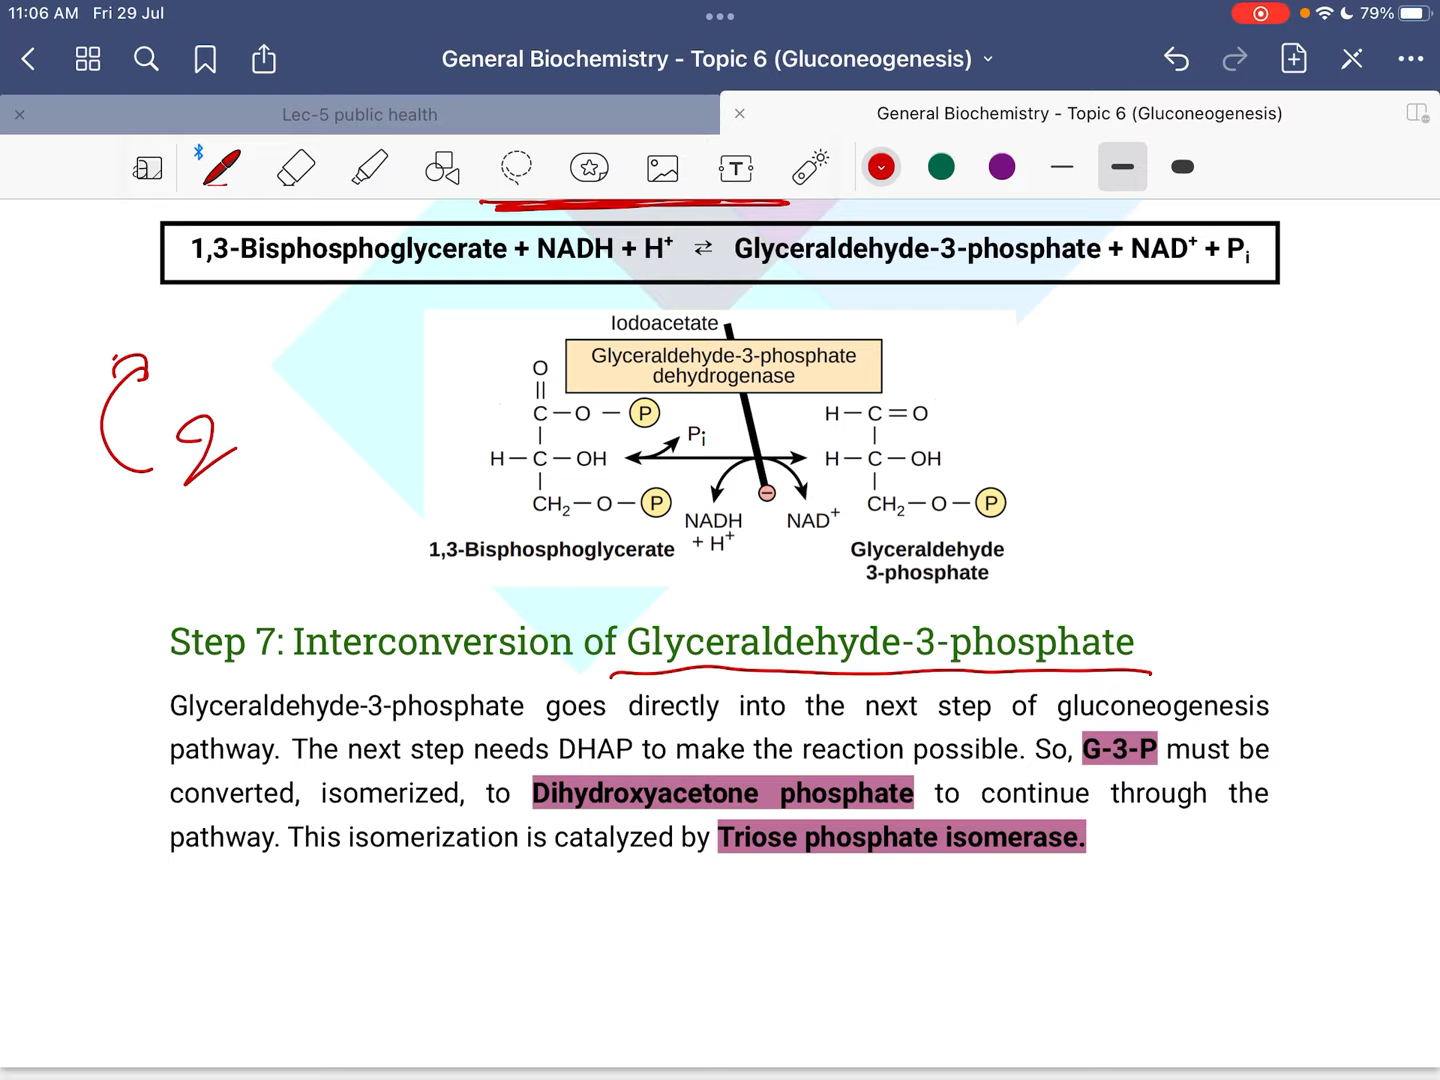 11:06 AM Fri 29 Jul
79%
General Biochemistry - Topic 6 (Gluconeogenesis)
Lec-5 public health
General Biochemistry - Topic 6 (Gluconeogenesis)
T
1,3-Bisphosphoglycerate + NADH + H⁺ ⇄ Glyceraldehyde-3-phosphate + NAD⁺ + Pᵢ
Iodoacetate
Glyceraldehyde-3-phosphate
dehydrogenase
O
||
C — O — P
|
H — C — OH
|
CH₂ — O — P
1,3-Bisphosphoglycerate
Pᵢ
NADH
+ H⁺
NAD⁺
H — C = O
|
H — C — OH
|
CH₂ — O — P
Glyceraldehyde
3-phosphate
Step 7: Interconversion of Glyceraldehyde-3-phosphate
Glyceraldehyde-3-phosphate goes directly into the next step of gluconeogenesis
pathway. The next step needs DHAP to make the reaction possible. So, G-3-P must be
converted, isomerized, to Dihydroxyacetone phosphate to continue through the
pathway. This isomerization is catalyzed by Triose phosphate isomerase.